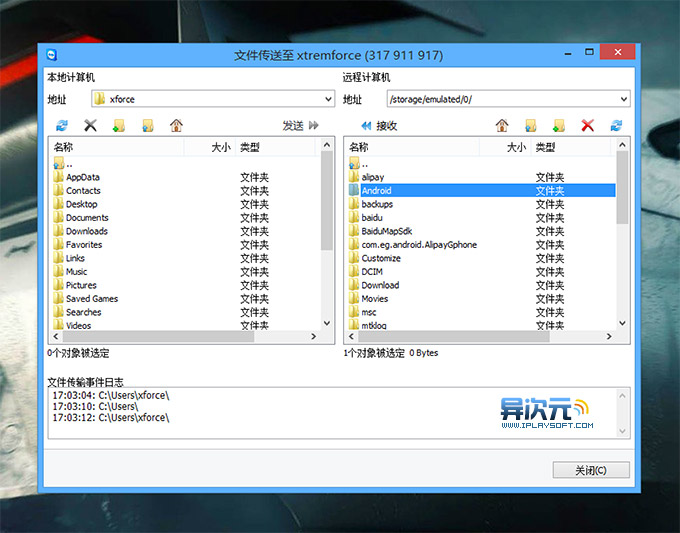 文件传送至 xtremforce (317 911 917)
本地计算机
地址 xforce
发送
名称 大小 类型
..
AppData 文件夹
Contacts 文件夹
Desktop 文件夹
Documents 文件夹
Downloads 文件夹
Favorites 文件夹
Links 文件夹
Music 文件夹
Pictures 文件夹
Saved Games 文件夹
Searches 文件夹
Videos 文件夹
0个对象被选定
远程计算机
地址 /storage/emulated/0/
接收
名称 大小 类型
..
alipay 文件夹
Android 文件夹
backups 文件夹
baidu 文件夹
BaiduMapSdk 文件夹
com.eg.android.AlipayGphone 文件夹
Customize 文件夹
DCIM 文件夹
Download 文件夹
Movies 文件夹
msc 文件夹
mtklog 文件夹
1个对象被选定 0 Bytes
文件传输事件日志
17:03:04: C:\Users\xforce\
17:03:10: C:\Users\
17:03:12: C:\Users\xforce\
异次元
WWW.IPLAYSOFT.COM
关闭(C)